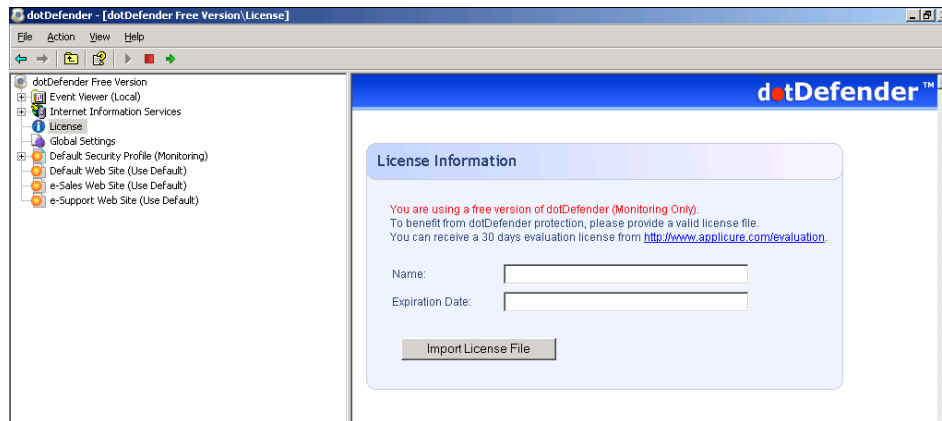 dotDefender - [dotDefender Free Version\License]
File Action View Help
dotDefender Free Version
Event Viewer (Local)
Internet Information Services
License
Global Settings
Default Security Profile (Monitoring)
Default Web Site (Use Default)
e-Sales Web Site (Use Default)
e-Support Web Site (Use Default)
dotDefender™
License Information
You are using a free version of dotDefender (Monitoring Only).
To benefit from dotDefender protection, please provide a valid license file.
You can receive a 30 days evaluation license from http://www.applicure.com/evaluation.
Name:
Expiration Date:
Import License File